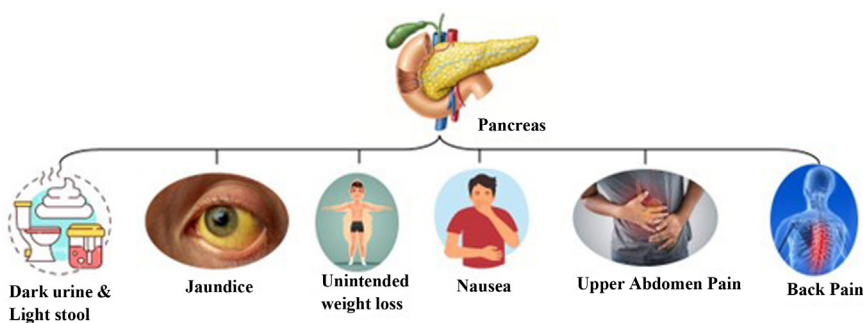 Pancreas
Dark urine &
Light stool
Jaundice
Unintended
weight loss
Nausea
Upper Abdomen Pain
Back Pain